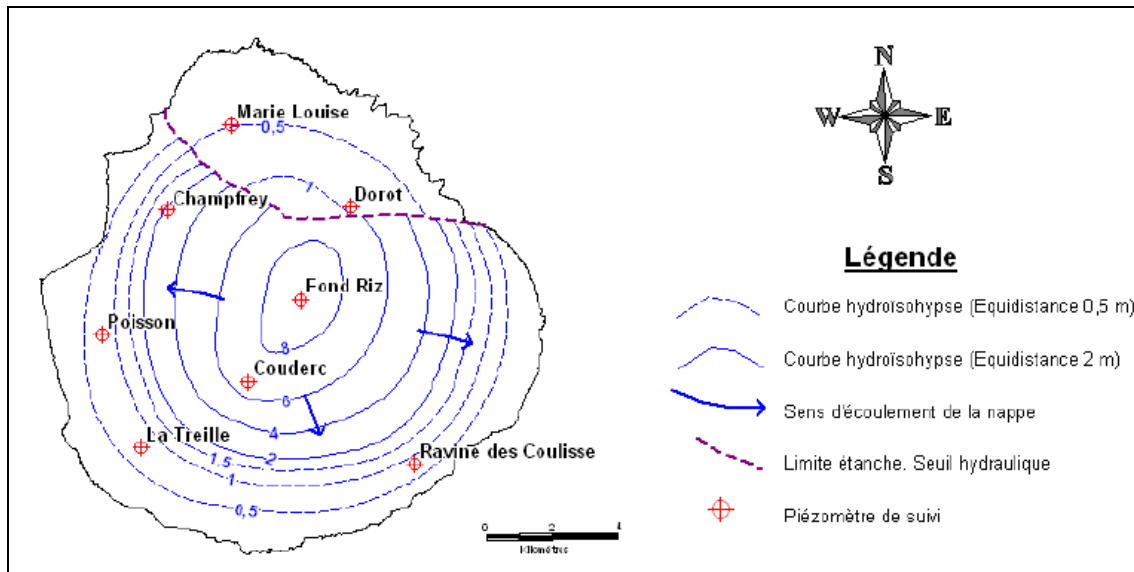 N
W
E
S
Marie Louise
0,5
Champfrey
1
Dorot
Fond Riz
Poisson
8
Couderc
6
La Treille
4
2
1,5
1
Ravine des Coulisse
0,5
0 2 4
Kilomètres
Légende
Courbe hydroïsohypse (Equidistance 0,5 m)
Courbe hydroïsohypse (Equidistance 2 m)
Sens d'écoulement de la nappe
Limite étanche. Seuil hydraulique
Piézomètre de suivi